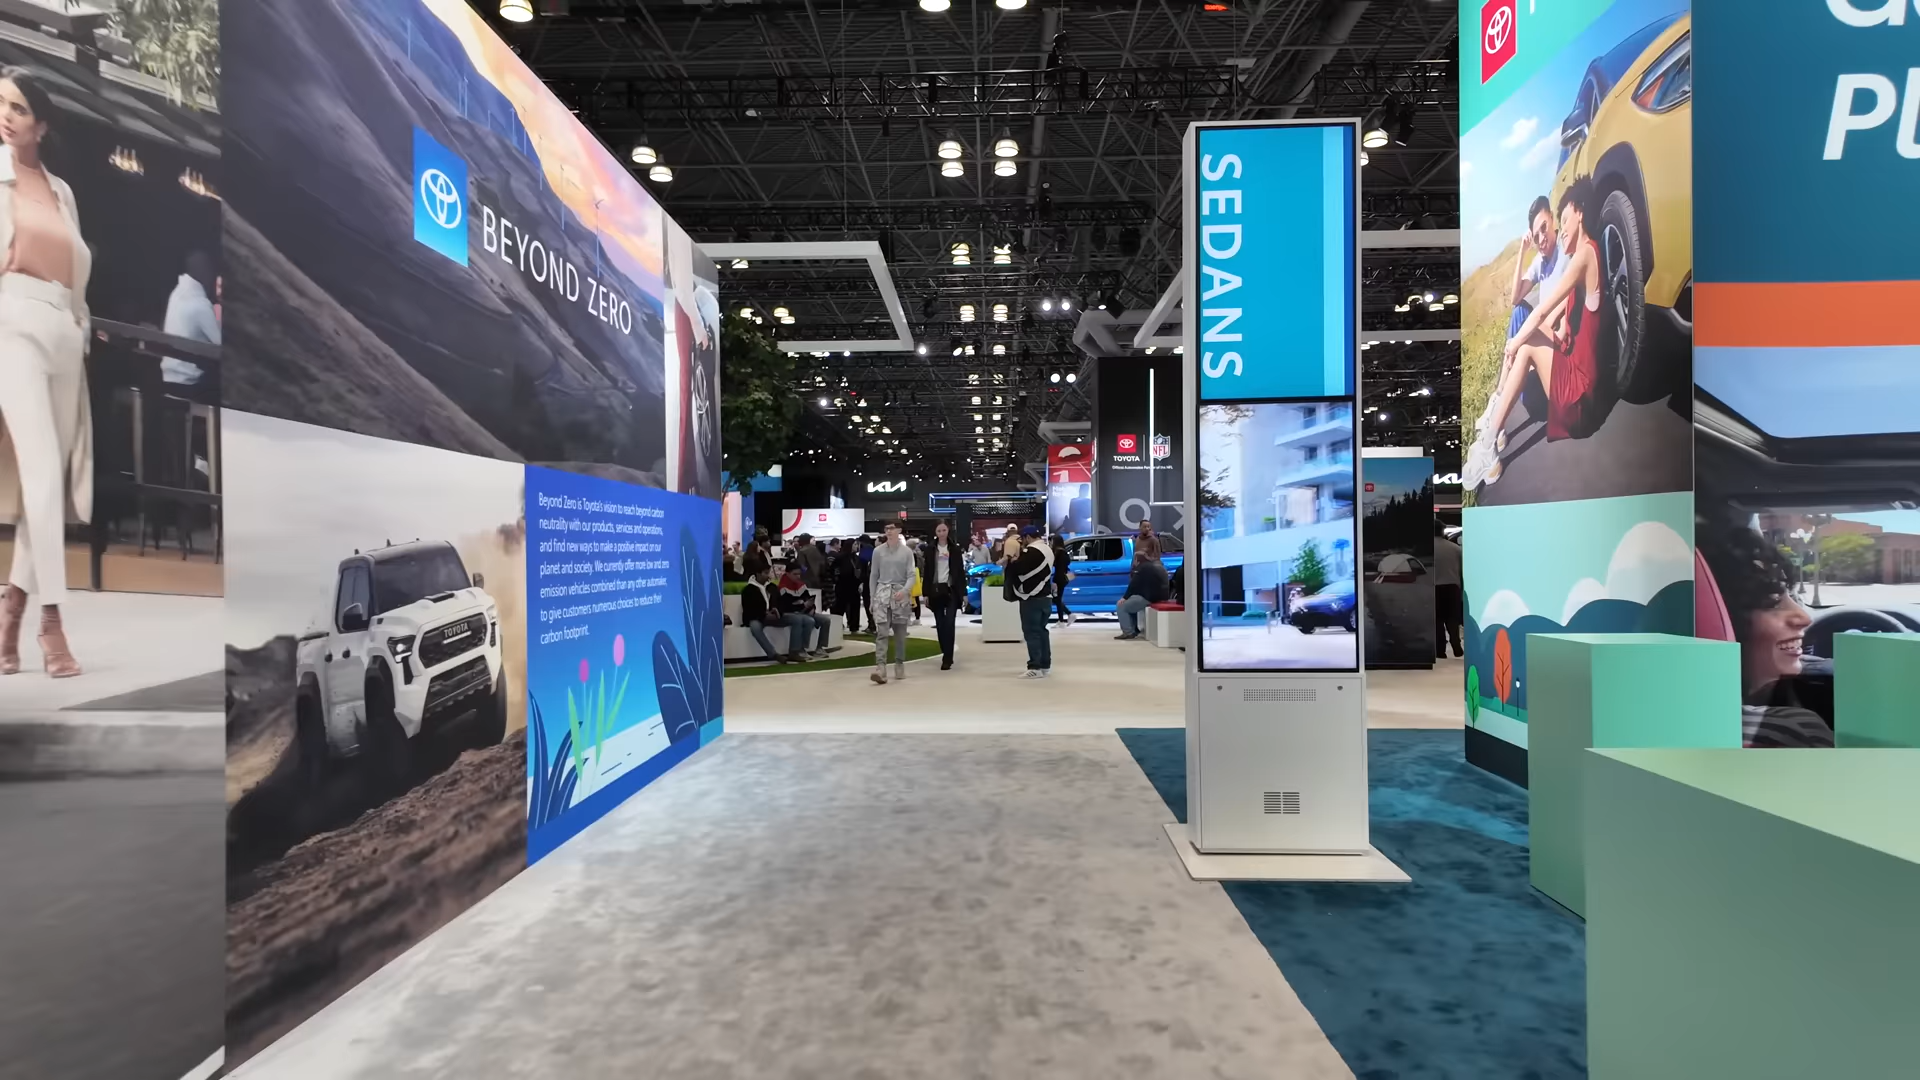 BEYOND ZERO
TOYOTA
Beyond Zero is Toyota's vision to reach beyond carbon
neutrality with our products, services and operations,
and find new ways to make a positive impact on our
planet and society. We currently offer more low and zero
emission vehicles combined than any other automaker,
to give customers numerous choices to reduce their
carbon footprint.
KIA
TOYOTA
NFL
SEDANS
KIA